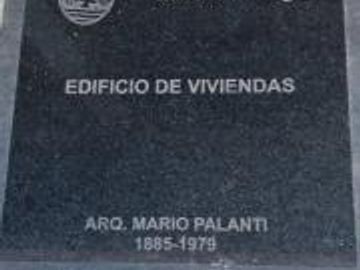 EDIFICIO DE VIVIENDAS
ARQ. MARIO PALANTI
1885-1979